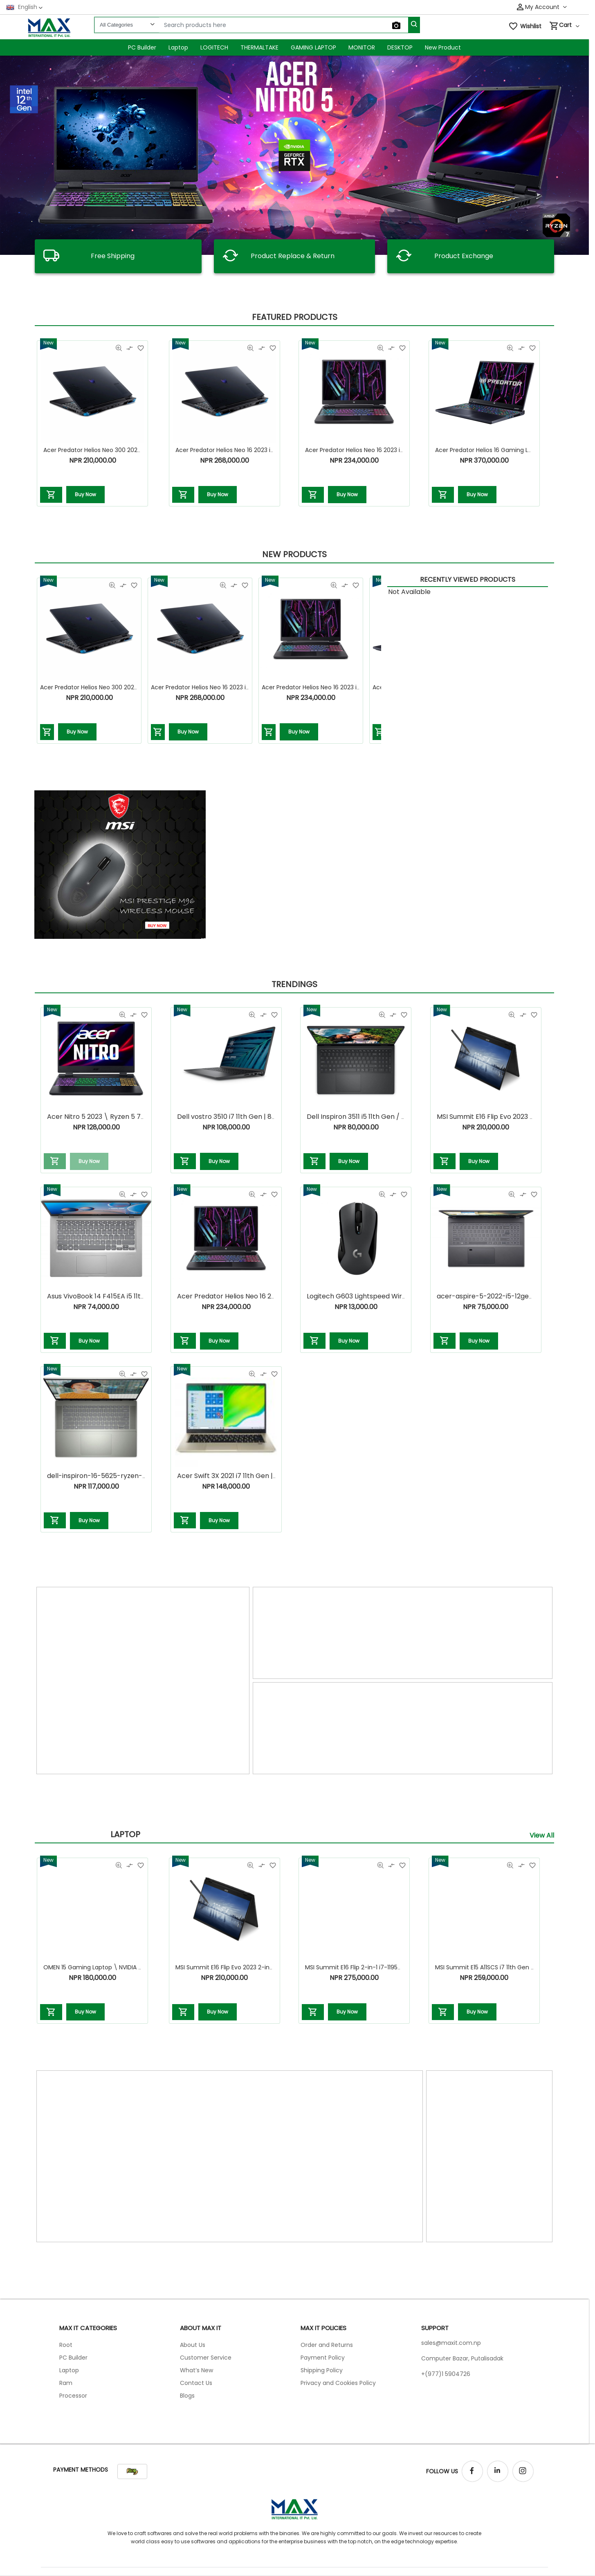 English
My Account
MAX
INTERNATIONAL IT Pvt. Ltd.
All Categories
Search products here
Wishlist
Cart
PC Builder
Laptop
LOGITECH
THERMALTAKE
GAMING LAPTOP
MONITOR
DESKTOP
New Product
intel
12th
Gen
ACER
NITRO 5
NVIDIA
GEFORCE
RTX
AMD
RYZEN
7
Free Shipping
Product Replace & Return
Product Exchange
FEATURED PRODUCTS
New
Acer Predator Helios Neo 300 202...
NPR 210,000.00
Buy Now
New
Acer Predator Helios Neo 16 2023 i...
NPR 268,000.00
Buy Now
New
Acer Predator Helios Neo 16 2023 i...
NPR 234,000.00
Buy Now
New
PREDATOR
Acer Predator Helios 16 Gaming L...
NPR 370,000.00
Buy Now
NEW PRODUCTS
New
Acer Predator Helios Neo 300 202...
NPR 210,000.00
Buy Now
New
Acer Predator Helios Neo 16 2023 i...
NPR 268,000.00
Buy Now
New
Acer Predator Helios Neo 16 2023 i...
NPR 234,000.00
Buy Now
Ne
Ace
RECENTLY VIEWED PRODUCTS
Not Available
msi
MSI PRESTIGE M96
WIRELESS MOUSE
BUY NOW
TRENDINGS
New
acer
NITRO
Acer Nitro 5 2023 \ Ryzen 5 7...
NPR 128,000.00
Buy Now
New
Dell vostro 3510 i7 11th Gen | 8...
NPR 108,000.00
Buy Now
New
Dell Inspiron 3511 i5 11th Gen / ...
NPR 80,000.00
Buy Now
New
MSI Summit E16 Flip Evo 2023 ...
NPR 210,000.00
Buy Now
New
Asus VivoBook 14 F415EA i5 11t...
NPR 74,000.00
Buy Now
New
Acer Predator Helios Neo 16 2...
NPR 234,000.00
Buy Now
New
Logitech G603 Lightspeed Wir...
NPR 13,000.00
Buy Now
New
acer-aspire-5-2022-i5-12ge...
NPR 75,000.00
Buy Now
New
dell-inspiron-16-5625-ryzen-...
NPR 117,000.00
Buy Now
New
Acer Swift 3X 2021 i7 11th Gen |...
NPR 148,000.00
Buy Now
LAPTOP
View All
New
OMEN 15 Gaming Laptop \ NVIDIA ...
NPR 180,000.00
Buy Now
New
MSI Summit E16 Flip Evo 2023 2-in...
NPR 210,000.00
Buy Now
New
MSI Summit E16 Flip 2-in-1 i7-1195...
NPR 275,000.00
Buy Now
New
MSI Summit E15 A11SCS i7 11th Gen ...
NPR 259,000.00
Buy Now
MAX IT CATEGORIES
Root
PC Builder
Laptop
Ram
Processor
ABOUT MAX IT
About Us
Customer Service
What's New
Contact Us
Blogs
MAX IT POLICIES
Order and Returns
Payment Policy
Shipping Policy
Privacy and Cookies Policy
SUPPORT
sales@maxit.com.np
Computer Bazar, Putalisadak
+(977)1 5904726
PAYMENT METHODS
FOLLOW US
MAX
INTERNATIONAL IT Pvt. Ltd.
We love to craft softwares and solve the real world problems with the binaries. We are highly committed to our goals. We invest our resources to create
world class easy to use softwares and applications for the enterprise business with the top notch, on the edge technology expertise.